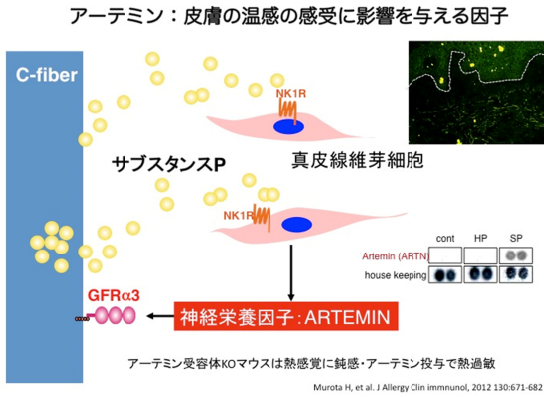 アーテミン：皮膚の温感の感受に影響を与える因子
C-fiber
NK1R
真皮線維芽細胞
サブスタンスP
NK1R
cont HP SP
Artemin (ARTN)
house keeping
GFRα3
神経栄養因子：ARTEMIN
アーテミン受容体KOマウスは熱感覚に鈍感・アーテミン投与で熱過敏
Murota H, et al. J Allergy Clin immnunol, 2012 130:671-682